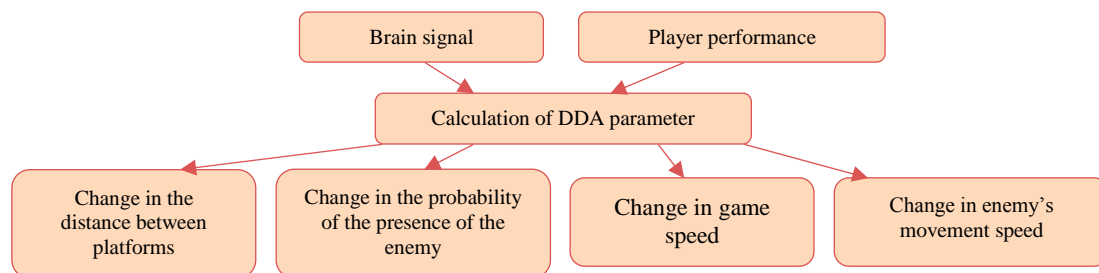 Brain signal
Player performance
Calculation of DDA parameter
Change in the
distance between
platforms
Change in the probability
of the presence of the
enemy
Change in game
speed
Change in enemy's
movement speed